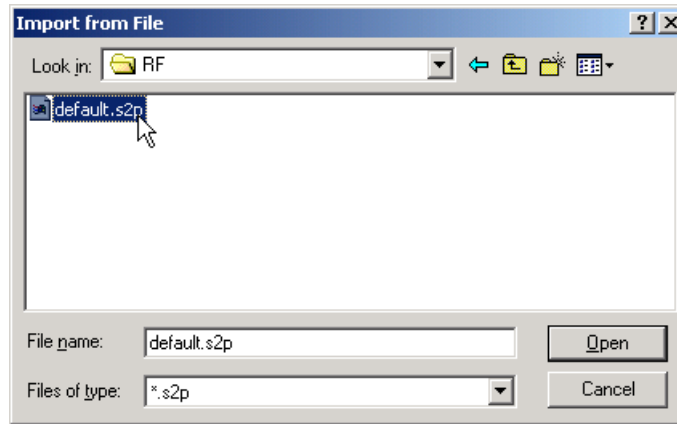 Import from File
Look in: RF
default.s2p
File name: default.s2p Open
Files of type: *.s2p Cancel